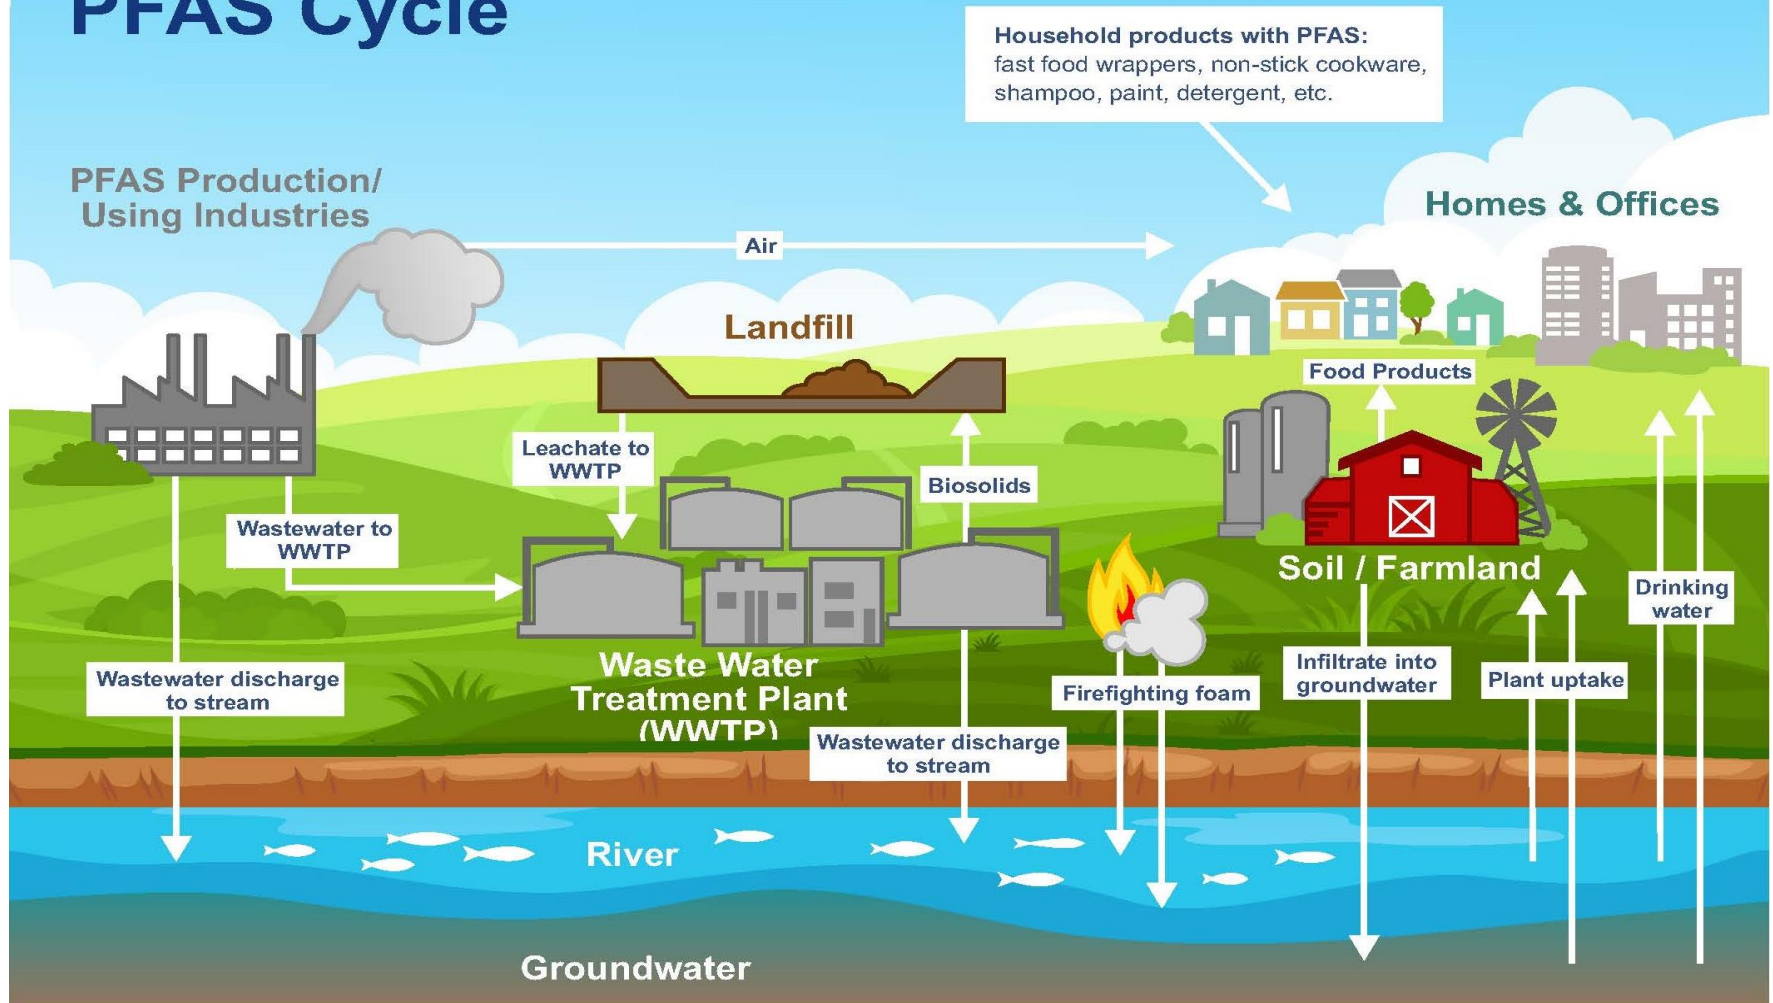 PFAS Cycle
Household products with PFAS:
fast food wrappers, non-stick cookware,
shampoo, paint, detergent, etc.
PFAS Production/
Using Industries
Homes & Offices
Air
Landfill
Food Products
Leachate to
WWTP
Biosolids
Wastewater to
WWTP
Soil / Farmland
Drinking
water
Waste Water
Treatment Plant
(WWTP)
Wastewater discharge
to stream
Firefighting foam
Infiltrate into
groundwater
Plant uptake
Wastewater discharge
to stream
River
Groundwater